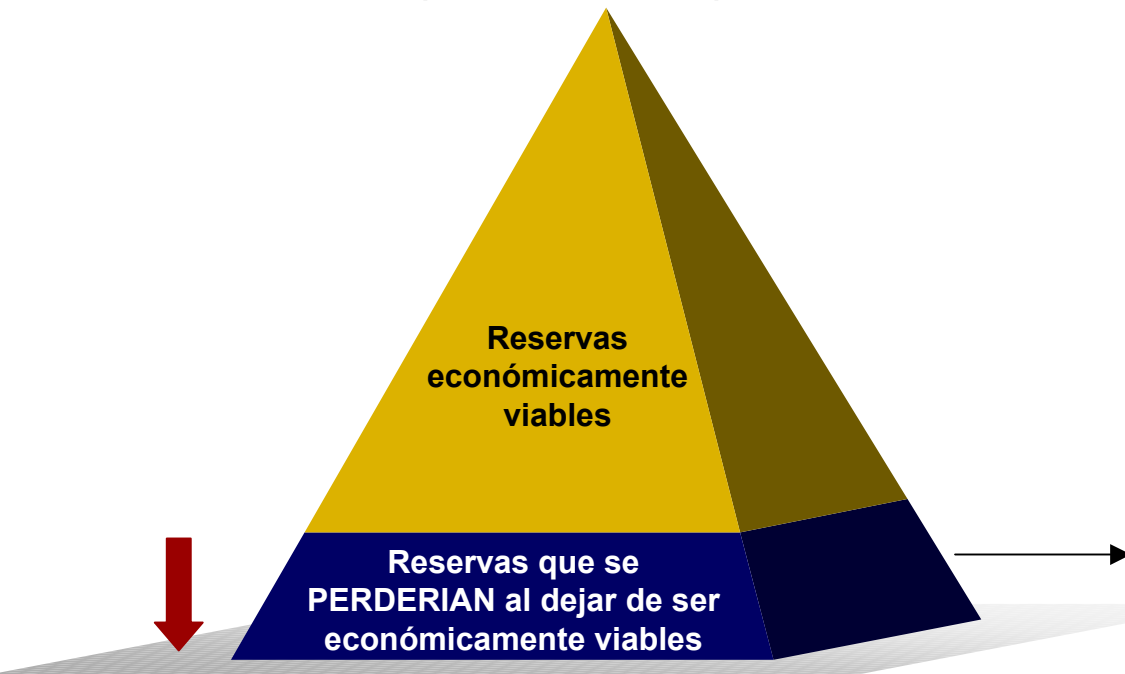 Reservas
económicamente
viables
Reservas que se
PERDERIAN al dejar de ser
económicamente viables